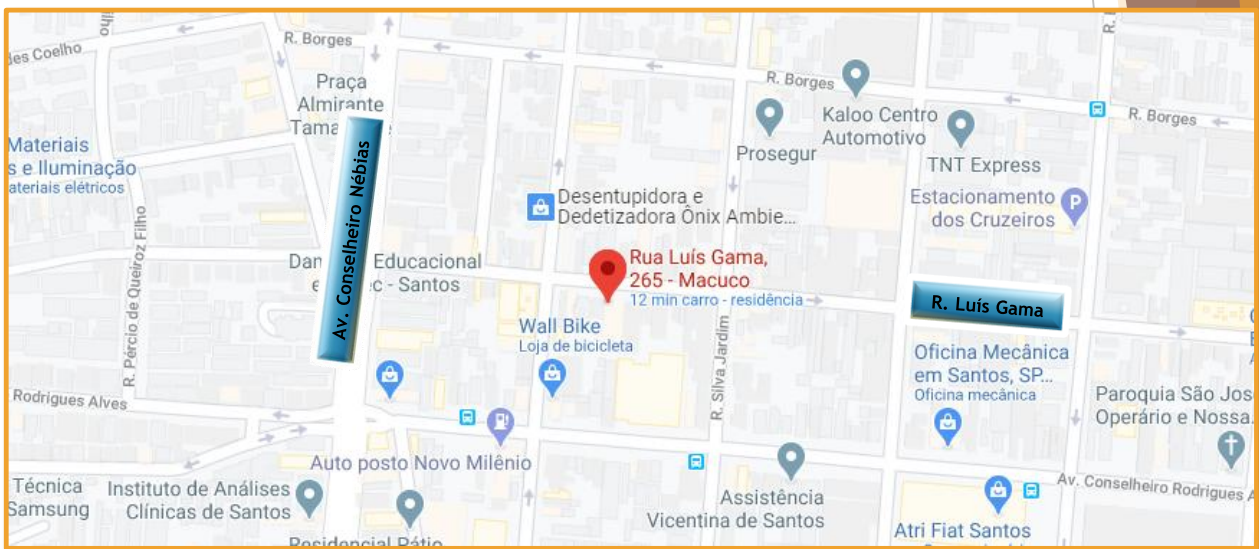 des Coelho
R. Borges
R. Borges
R. Borges
Praça
Almirante
Av. Conselheiro Nébias
Materiais
s e Iluminação
ateriais elétricos
Kaloo Centro
Automotivo
Prosegur
TNT Express
Estacionamento
dos Cruzeiros
P
Desentupidora e
Dedetizadora Ônix Ambie...
R. Pércio de Queiroz Filho
Educacional
- Santos
Rua Luís Gama,
265 - Macuco
12 min carro - residência
R. Luís Gama
Wall Bike
Loja de bicicleta
R. Silva Jardim
Oficina Mecânica
em Santos, SP...
Oficina mecânica
Paroquia São Jos
Operário e Nossa.
Rodrigues Alves
Auto posto Novo Milênio
Técnica
Samsung
Instituto de Análises
Clínicas de Santos
Assistência
Vicentina de Santos
Av. Conselheiro Rodrigues A
Atri Fiat Santos
Residencial Pátio